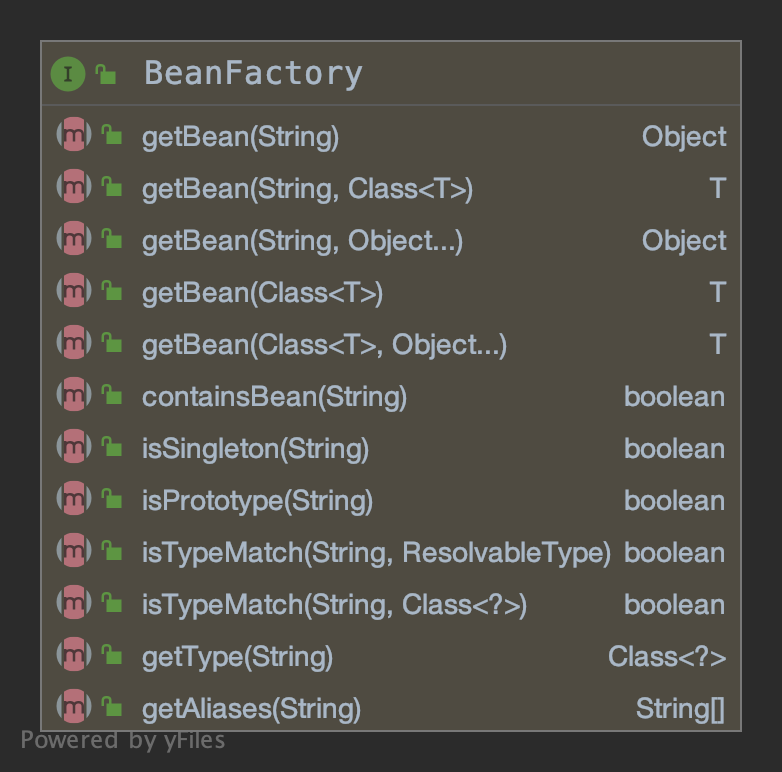 I BeanFactory
m getBean(String) Object
m getBean(String, Class<T>) T
m getBean(String, Object...) Object
m getBean(Class<T>) T
m getBean(Class<T>, Object...) T
m containsBean(String) boolean
m isSingleton(String) boolean
m isPrototype(String) boolean
m isTypeMatch(String, ResolvableType) boolean
m isTypeMatch(String, Class<?>) boolean
m getType(String) Class<?>
m getAliases(String) String[]
Powered by yFiles